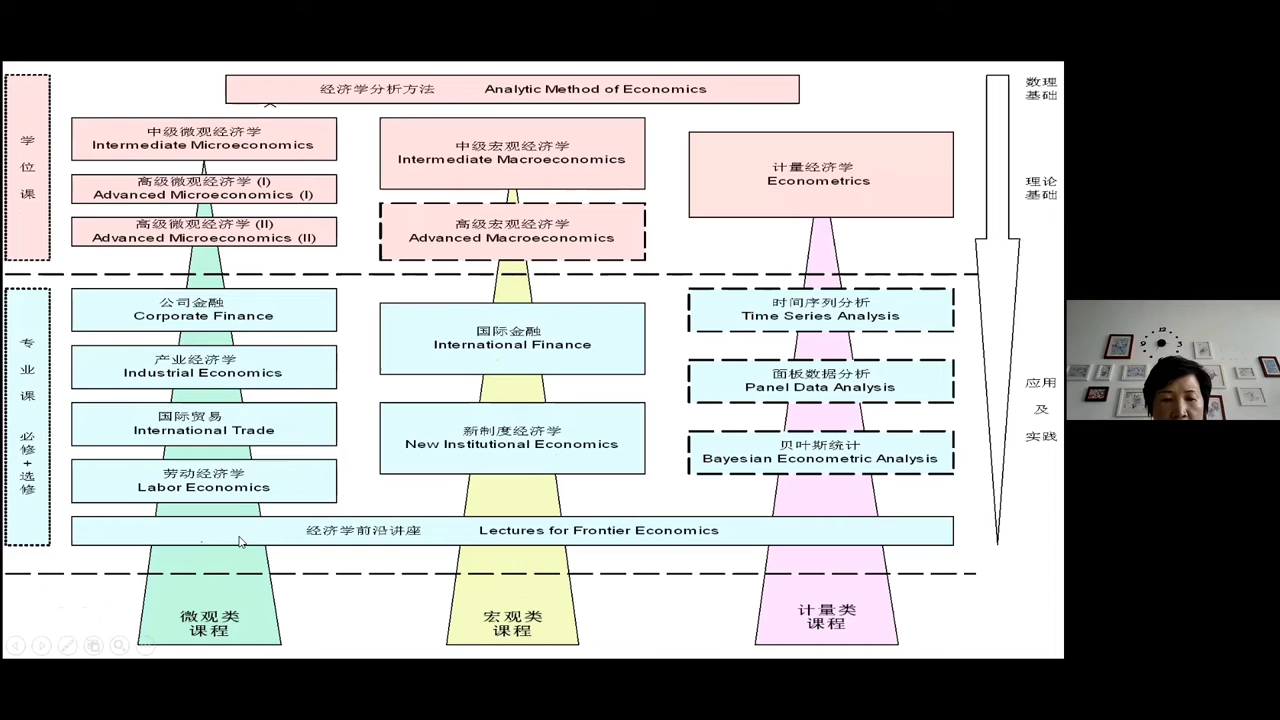 经济学分析方法 Analytic Method of Economics
数理
基础
学
位
课
中级微观经济学
Intermediate Microeconomics
高级微观经济学 (I)
Advanced Microeconomics (I)
高级微观经济学 (II)
Advanced Microeconomics (II)
中级宏观经济学
Intermediate Macroeconomics
高级宏观经济学
Advanced Macroeconomics
计量经济学
Econometrics
理论
基础
专
业
课
必
修
+
选
修
公司金融
Corporate Finance
产业经济学
Industrial Economics
国际贸易
International Trade
劳动经济学
Labor Economics
国际金融
International Finance
新制度经济学
New Institutional Economics
时间序列分析
Time Series Analysis
面板数据分析
Panel Data Analysis
贝叶斯统计
Bayesian Econometric Analysis
应用
及
实践
经济学前沿讲座 Lectures for Frontier Economics
微观类
课程
宏观类
课程
计量类
课程
12
3
6
9